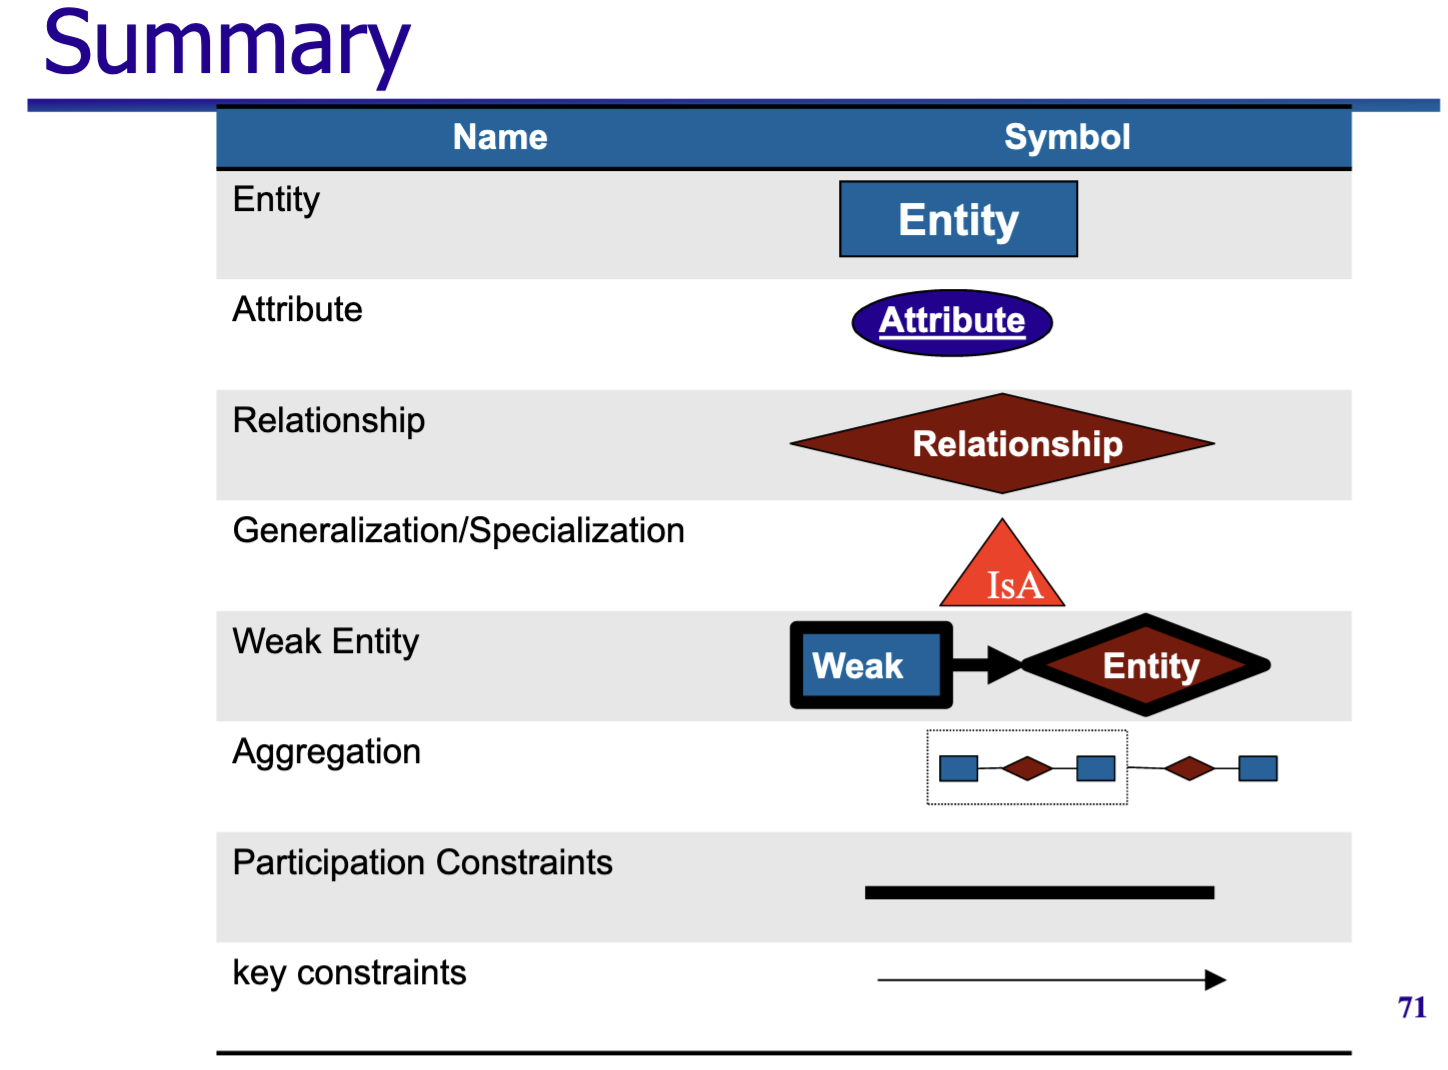 Summary
Name Symbol
Entity Entity
Attribute Attribute
Relationship Relationship
Generalization/Specialization IsA
Weak Entity Weak Entity
Aggregation
Participation Constraints
key constraints
71